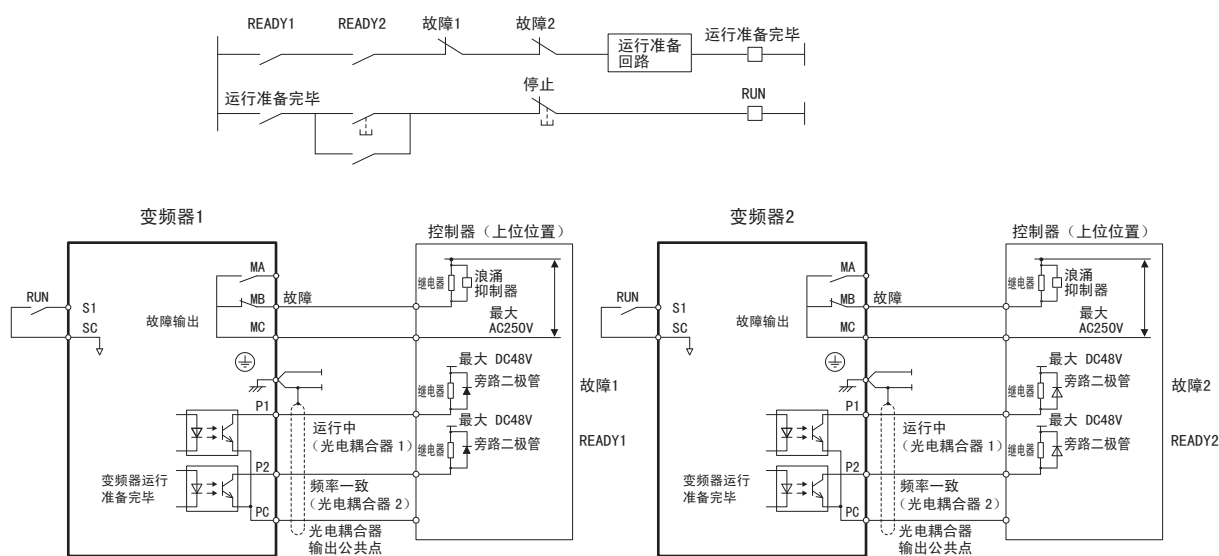 READY1
READY2
故障1
故障2
运行准备
回路
运行准备完毕
运行准备完毕
停止
RUN
变频器1
控制器（上位位置）
MA
继电器
浪涌
抑制器
RUN
S1
MB
故障
SC
故障输出
MC
最大
AC250V
最大 DC48V
继电器
旁路二极管
故障1
P1
最大 DC48V
运行中
（光电耦合器 1）
继电器
旁路二极管
READY1
P2
变频器运行
准备完毕
频率一致
（光电耦合器 2）
PC
光电耦合器
输出公共点
变频器2
控制器（上位位置）
MA
继电器
浪涌
抑制器
RUN
S1
MB
故障
SC
故障输出
MC
最大
AC250V
最大 DC48V
继电器
旁路二极管
故障2
P1
最大 DC48V
运行中
（光电耦合器 1）
继电器
旁路二极管
READY2
P2
变频器运行
准备完毕
频率一致
（光电耦合器 2）
PC
光电耦合器
输出公共点